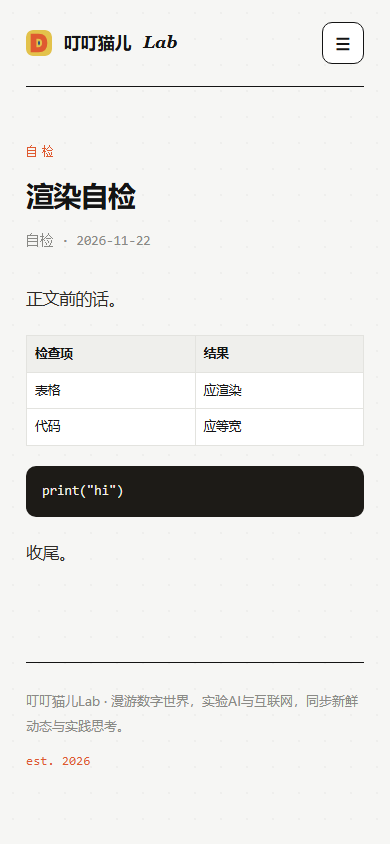 D 叮叮猫儿 Lab ☰
自检
渲染自检
自检 · 2026-11-22
正文前的话。
检查项 结果
表格 应渲染
代码 应等宽
print("hi")
收尾。
叮叮猫儿Lab · 漫游数字世界，实验AI与互联网，同步新鲜
动态与实践思考。
est. 2026